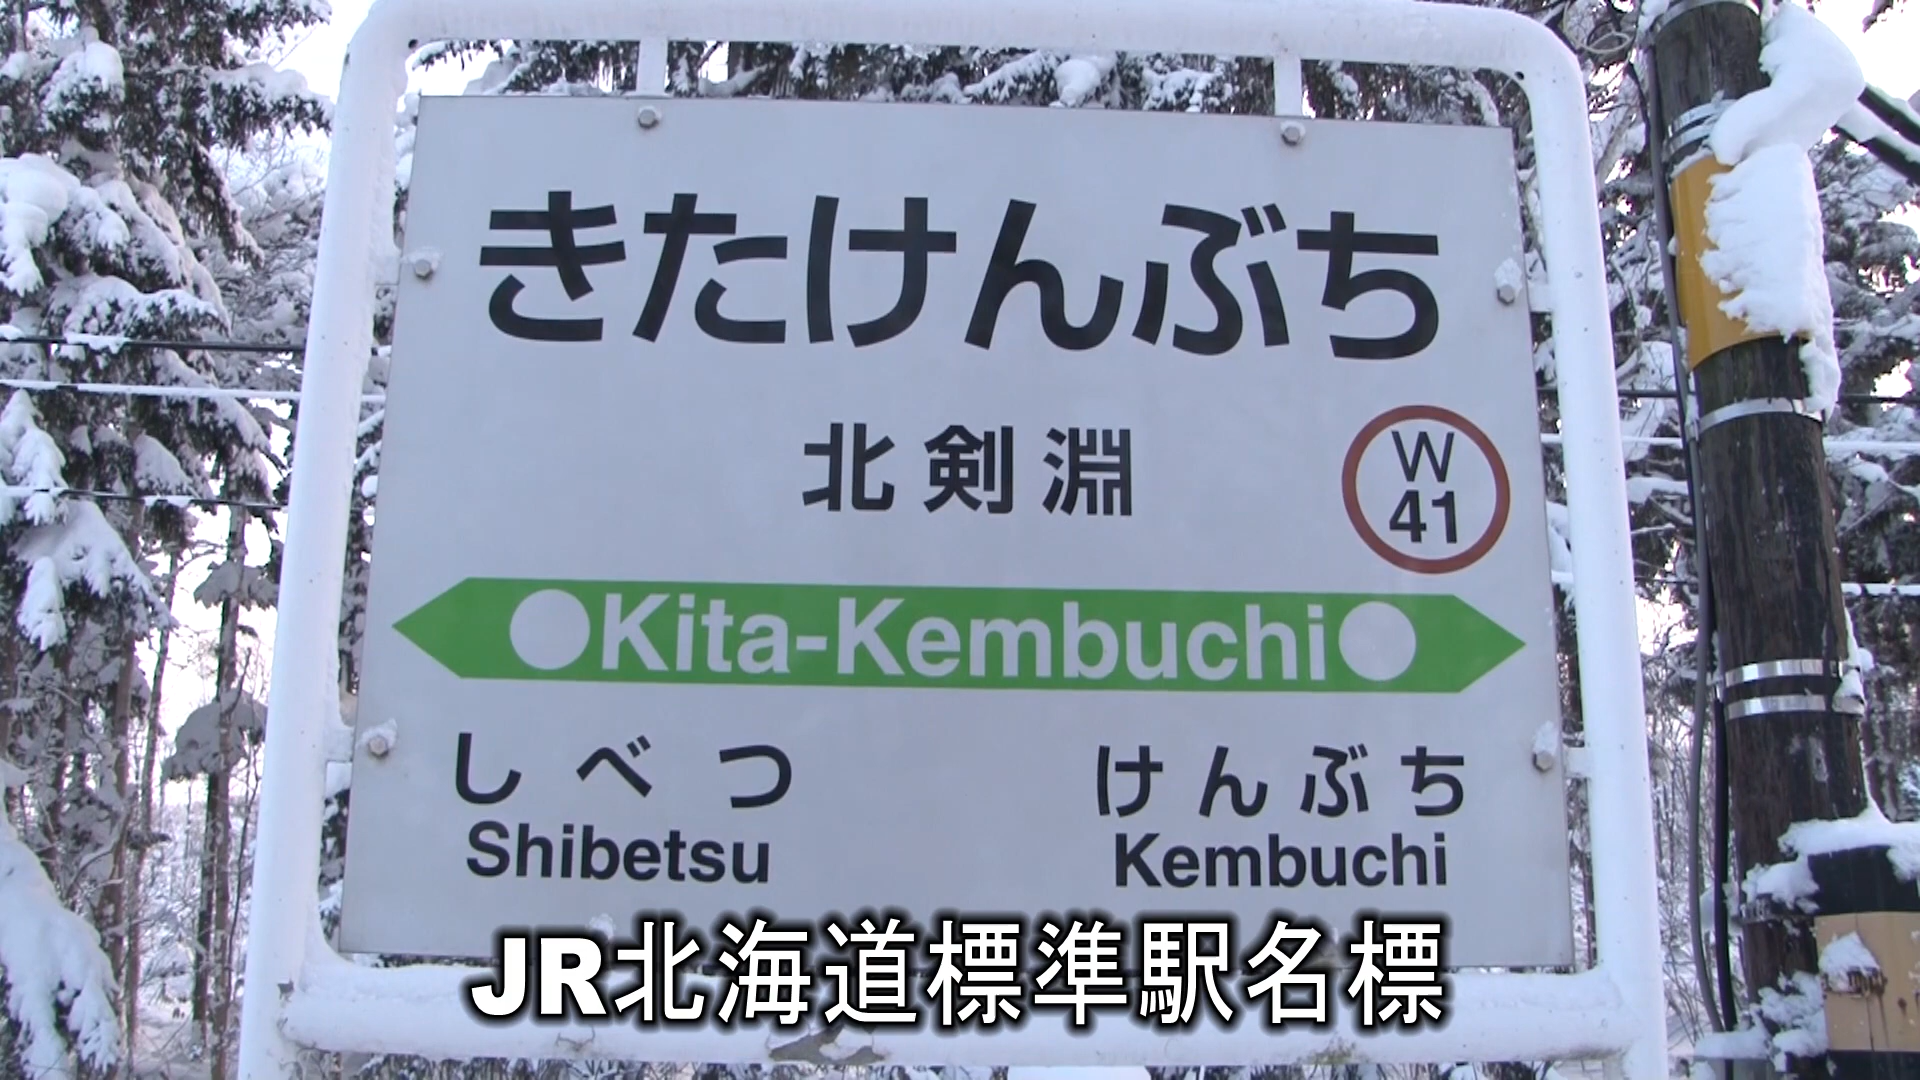 きたけんぶち
北剣淵
W
41
●Kita-Kembuchi●
しべつ
けんぶち
Shibetsu
Kembuchi
JR北海道標準駅名標